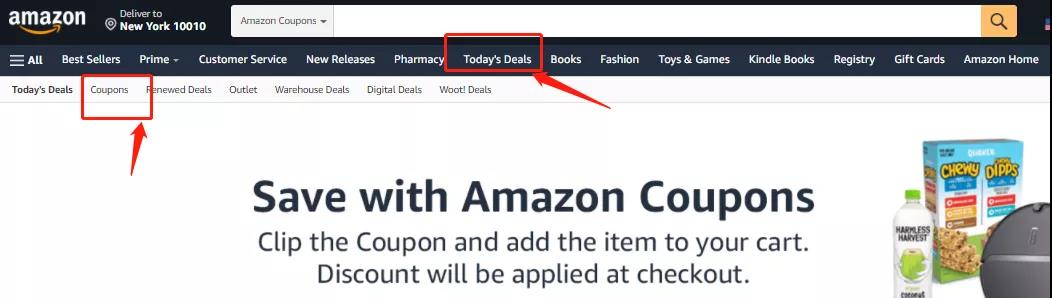 amazon
Deliver to
New York 10010
Amazon Coupons
All Best Sellers Prime Customer Service New Releases Pharmacy Today's Deals Books Fashion Toys & Games Kindle Books Registry Gift Cards Amazon Home
Today's Deals Coupons Renewed Deals Outlet Warehouse Deals Digital Deals Woot! Deals
Save with Amazon Coupons
Clip the Coupon and add the item to your cart.
Discount will be applied at checkout.
QUAKER
CHEWY
DIPPS
HARMLESS
HARVEST
organic
coconut